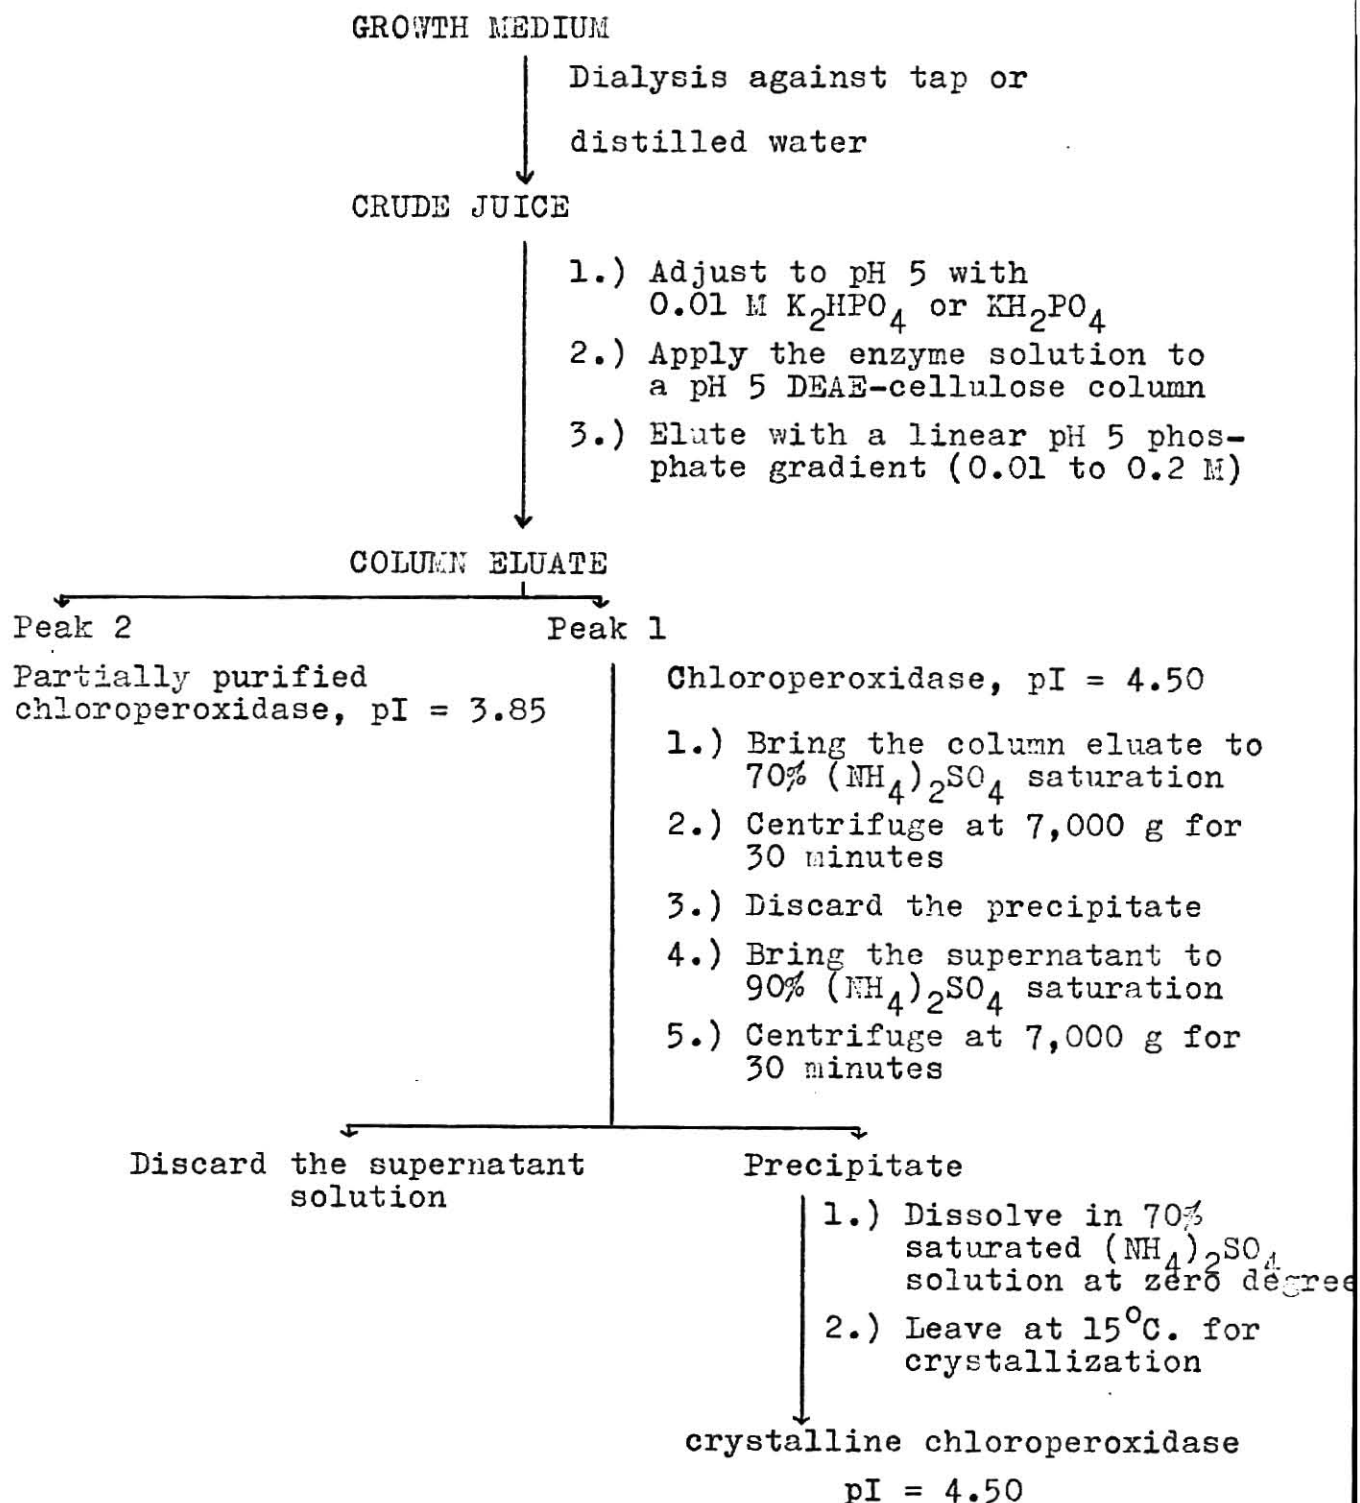 GROWTH MEDIUM
Dialysis against tap or
distilled water
CRUDE JUICE
1.) Adjust to pH 5 with
0.01 M K₂HPO₄ or KH₂PO₄
2.) Apply the enzyme solution to
a pH 5 DEAE-cellulose column
3.) Elute with a linear pH 5 phos-
phate gradient (0.01 to 0.2 M)
COLUMN ELUATE
Peak 2
Partially purified
chloroperoxidase, pI = 3.85
Peak 1
Chloroperoxidase, pI = 4.50
1.) Bring the column eluate to
70% (NH₄)₂SO₄ saturation
2.) Centrifuge at 7,000 g for
30 minutes
3.) Discard the precipitate
4.) Bring the supernatant to
90% (NH₄)₂SO₄ saturation
5.) Centrifuge at 7,000 g for
30 minutes
Discard the supernatant
solution
Precipitate
1.) Dissolve in 70%
saturated (NH₄)₂SO₄
solution at zero degree
2.) Leave at 15°C. for
crystallization
crystalline chloroperoxidase
pI = 4.50